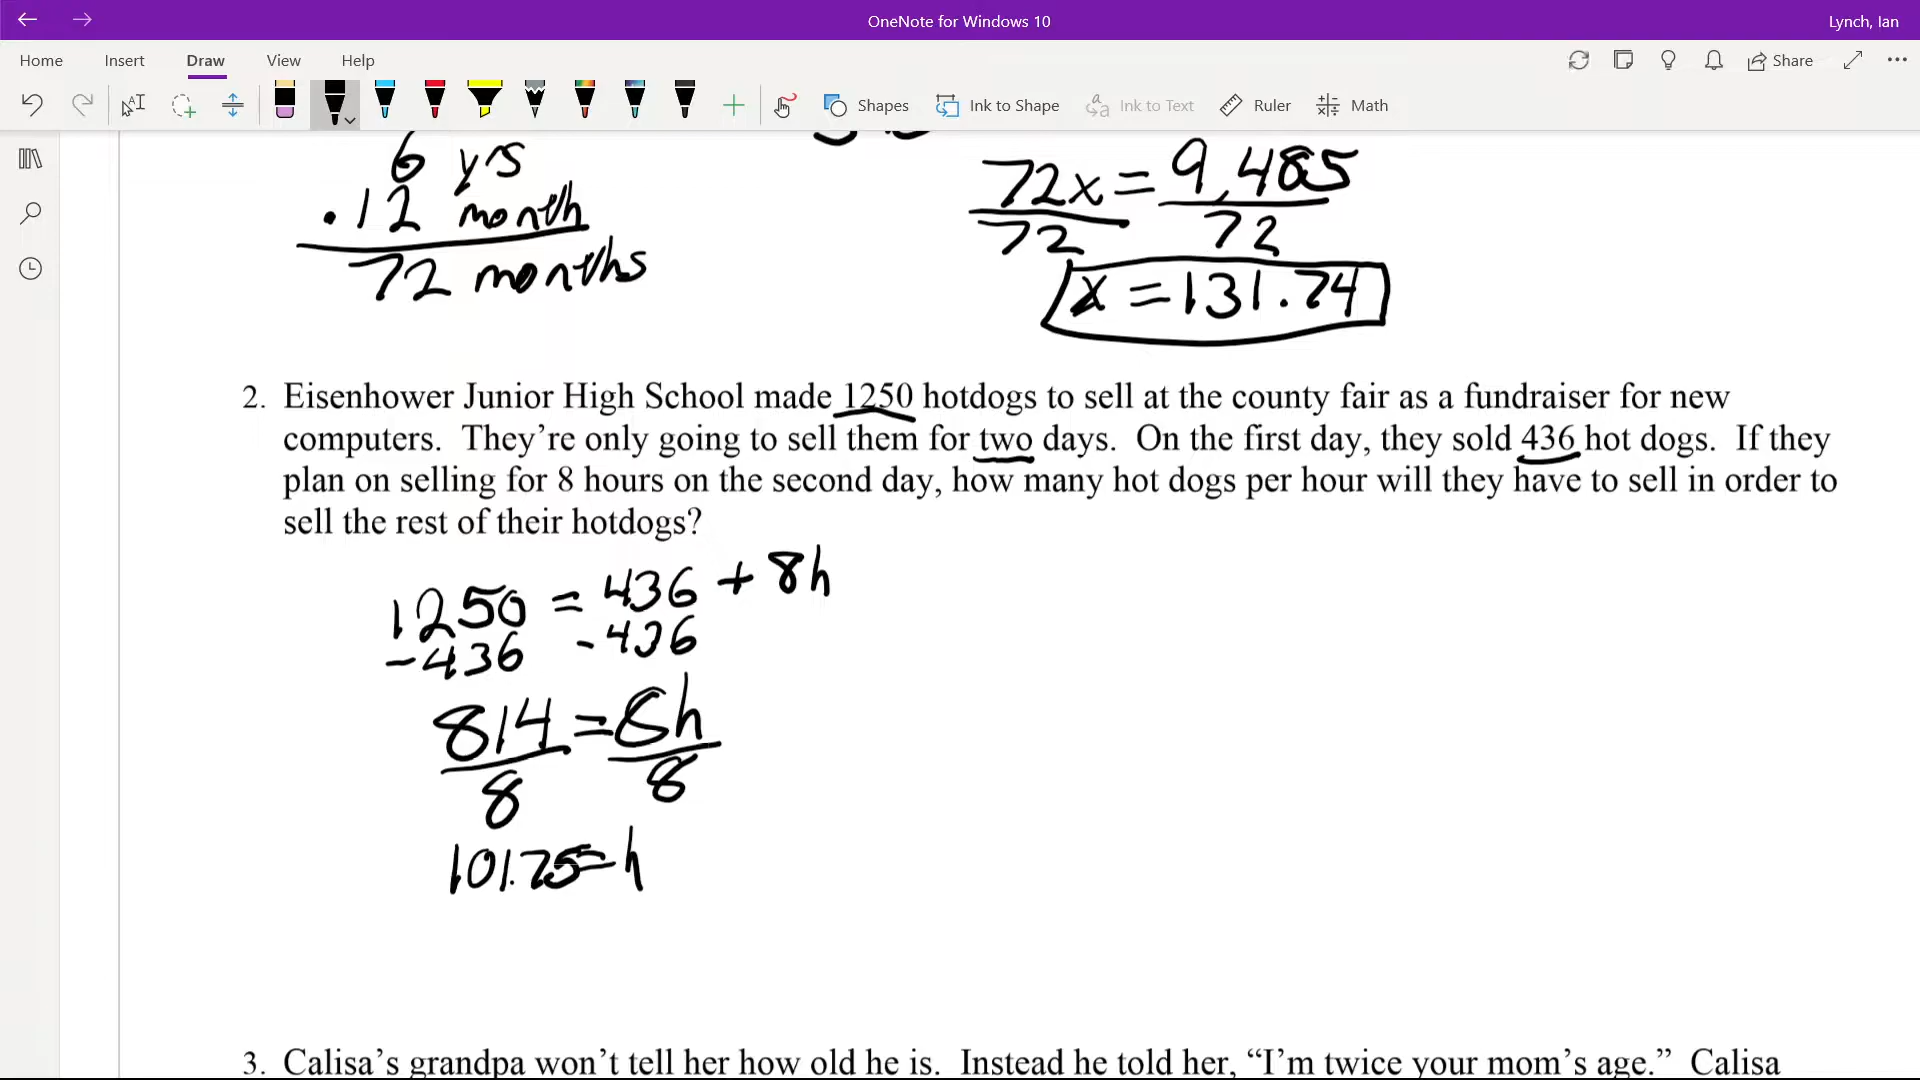 OneNote for Windows 10
Lynch, Ian
Home Insert Draw View Help
Share
Shapes Ink to Shape Ink to Text Ruler Math
6 yrs
.12 month
72 months
72x = 9,485
72 72
x = 131.74
2. Eisenhower Junior High School made 1250 hotdogs to sell at the county fair as a fundraiser for new
computers. They’re only going to sell them for two days. On the first day, they sold 436 hot dogs. If they
plan on selling for 8 hours on the second day, how many hot dogs per hour will they have to sell in order to
sell the rest of their hotdogs?
1250 = 436 + 8h
-436 -436
814 = 8h
8 8
101.75 = h
3. Calisa’s grandpa won’t tell her how old he is. Instead he told her, “I’m twice your mom’s age.” Calisa